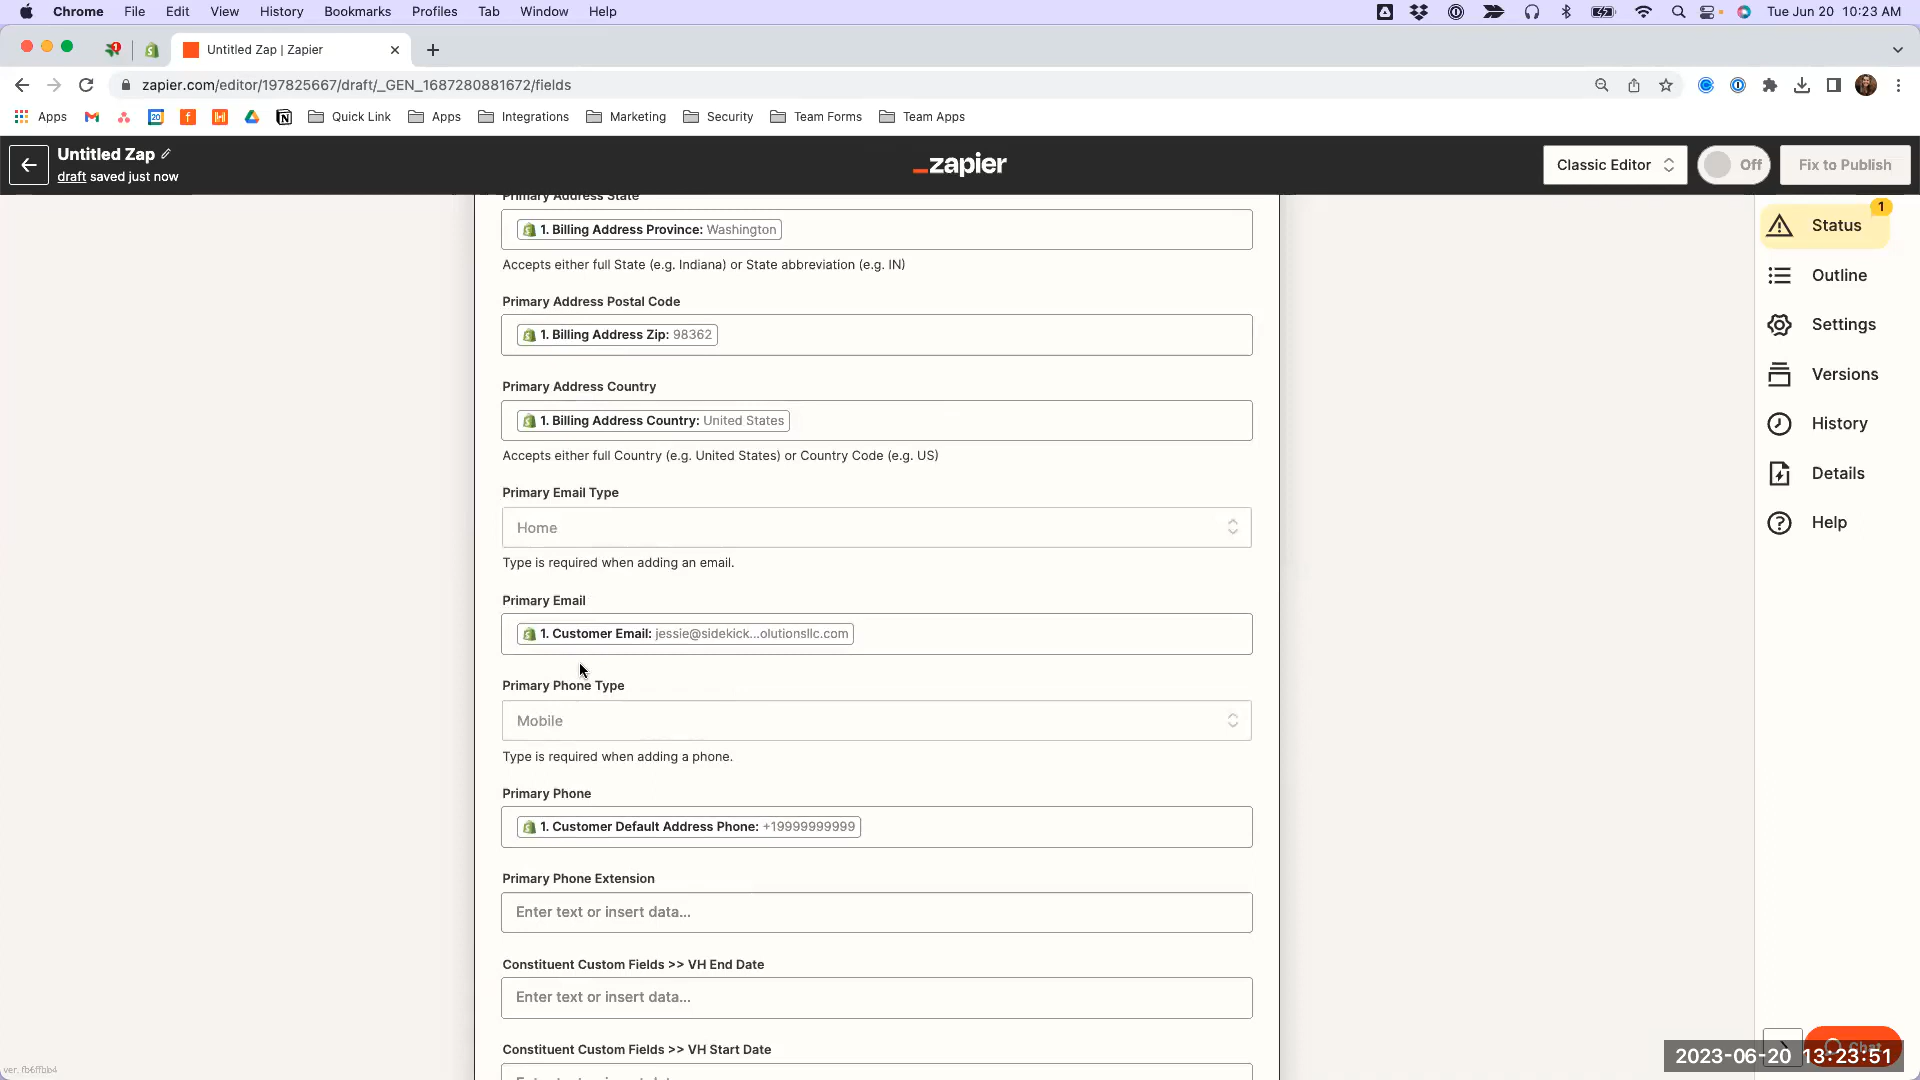 Chrome File Edit View History Bookmarks Profiles Tab Window Help Tue Jun 20 10:23 AM
1 Untitled Zap | Zapier
zapier.com/editor/197825667/draft/_GEN_1687280881672/fields
Apps 20 Quick Link Apps Integrations Marketing Security Team Forms Team Apps
Untitled Zap
draft saved just now
_zapier
Classic Editor Off Fix to Publish
Primary Address State
1. Billing Address Province: Washington
Accepts either full State (e.g. Indiana) or State abbreviation (e.g. IN)
Primary Address Postal Code
1. Billing Address Zip: 98362
Primary Address Country
1. Billing Address Country: United States
Accepts either full Country (e.g. United States) or Country Code (e.g. US)
Primary Email Type
Home
Type is required when adding an email.
Primary Email
1. Customer Email: jessie@sidekick...olutionsllc.com
Primary Phone Type
Mobile
Type is required when adding a phone.
Primary Phone
1. Customer Default Address Phone: +19999999999
Primary Phone Extension
Enter text or insert data...
Constituent Custom Fields >> VH End Date
Enter text or insert data...
Constituent Custom Fields >> VH Start Date
1
Status
Outline
Settings
Versions
History
Details
Help
2023-06-20 13:23:51
ver. fb6ffbb4